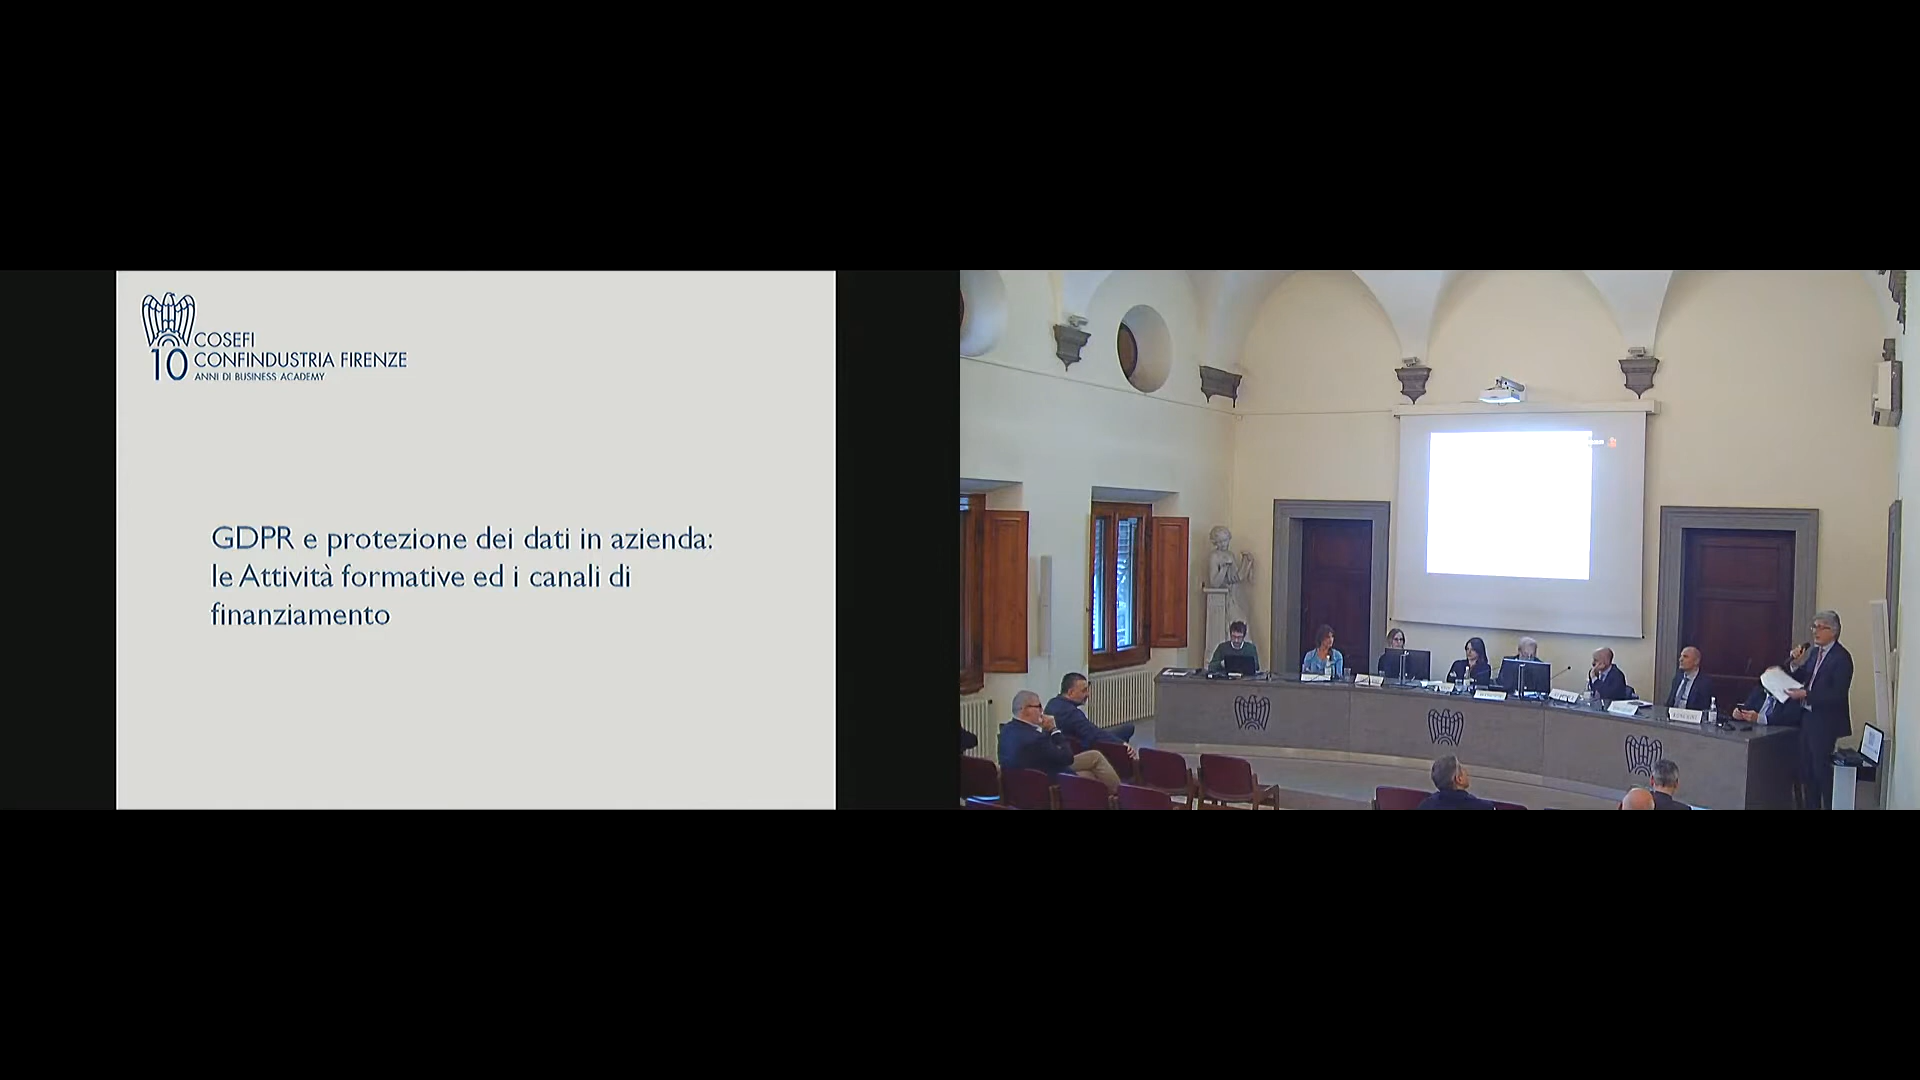 COSEFI
10 CONFINDUSTRIA FIRENZE
ANNI DI BUSINESS ACADEMY
GDPR e protezione dei dati in azienda:
le Attività formative ed i canali di
finanziamento